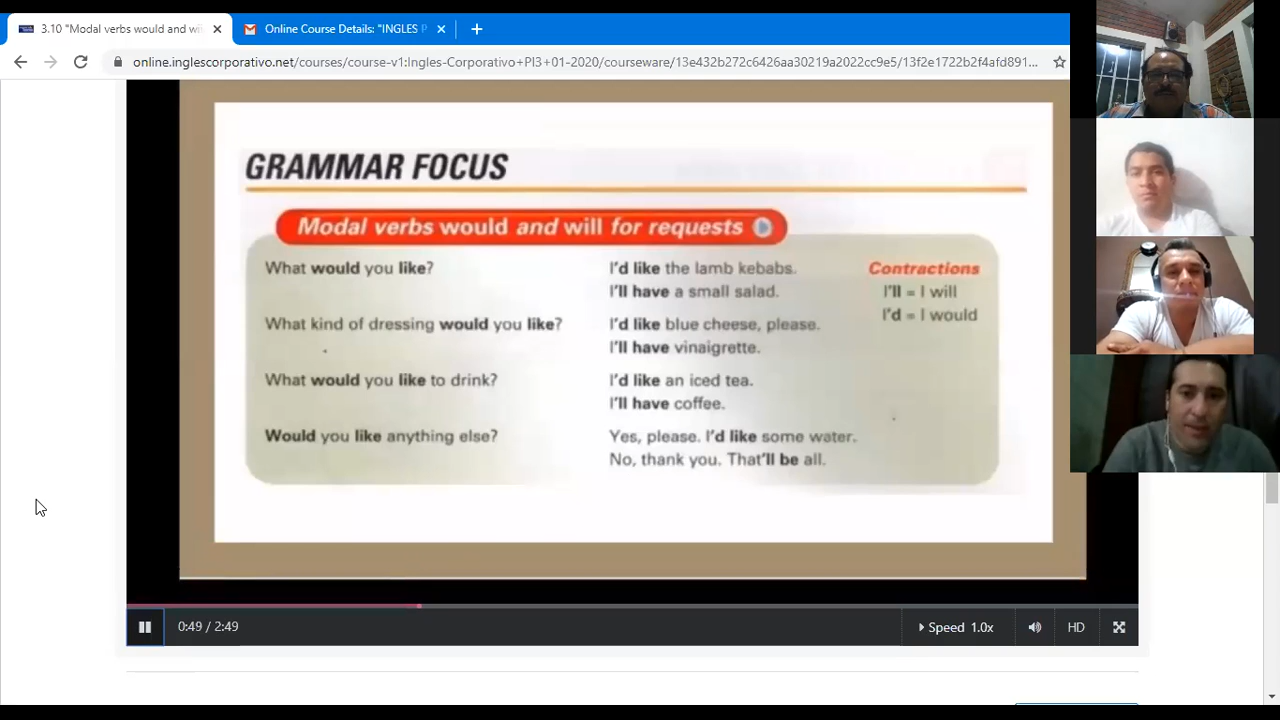 3.10 "Modal verbs would and wi
Online Course Details: "INGLES P
online.inglescorporativo.net/courses/course-v1:Ingles-Corporativo+PI3+01-2020/courseware/13e432b272c6426aa30219a2022cc9e5/13f2e1722b2f4afd891...
GRAMMAR FOCUS
Modal verbs would and will for requests
What would you like?
I'd like the lamb kebabs.
I'll have a small salad.
What kind of dressing would you like?
I'd like blue cheese, please.
I'll have vinaigrette.
What would you like to drink?
I'd like an iced tea.
I'll have coffee.
Would you like anything else?
Yes, please. I'd like some water.
No, thank you. That'll be all.
Contractions
I'll = I will
I'd = I would
0:49 / 2:49
Speed 1.0x
HD